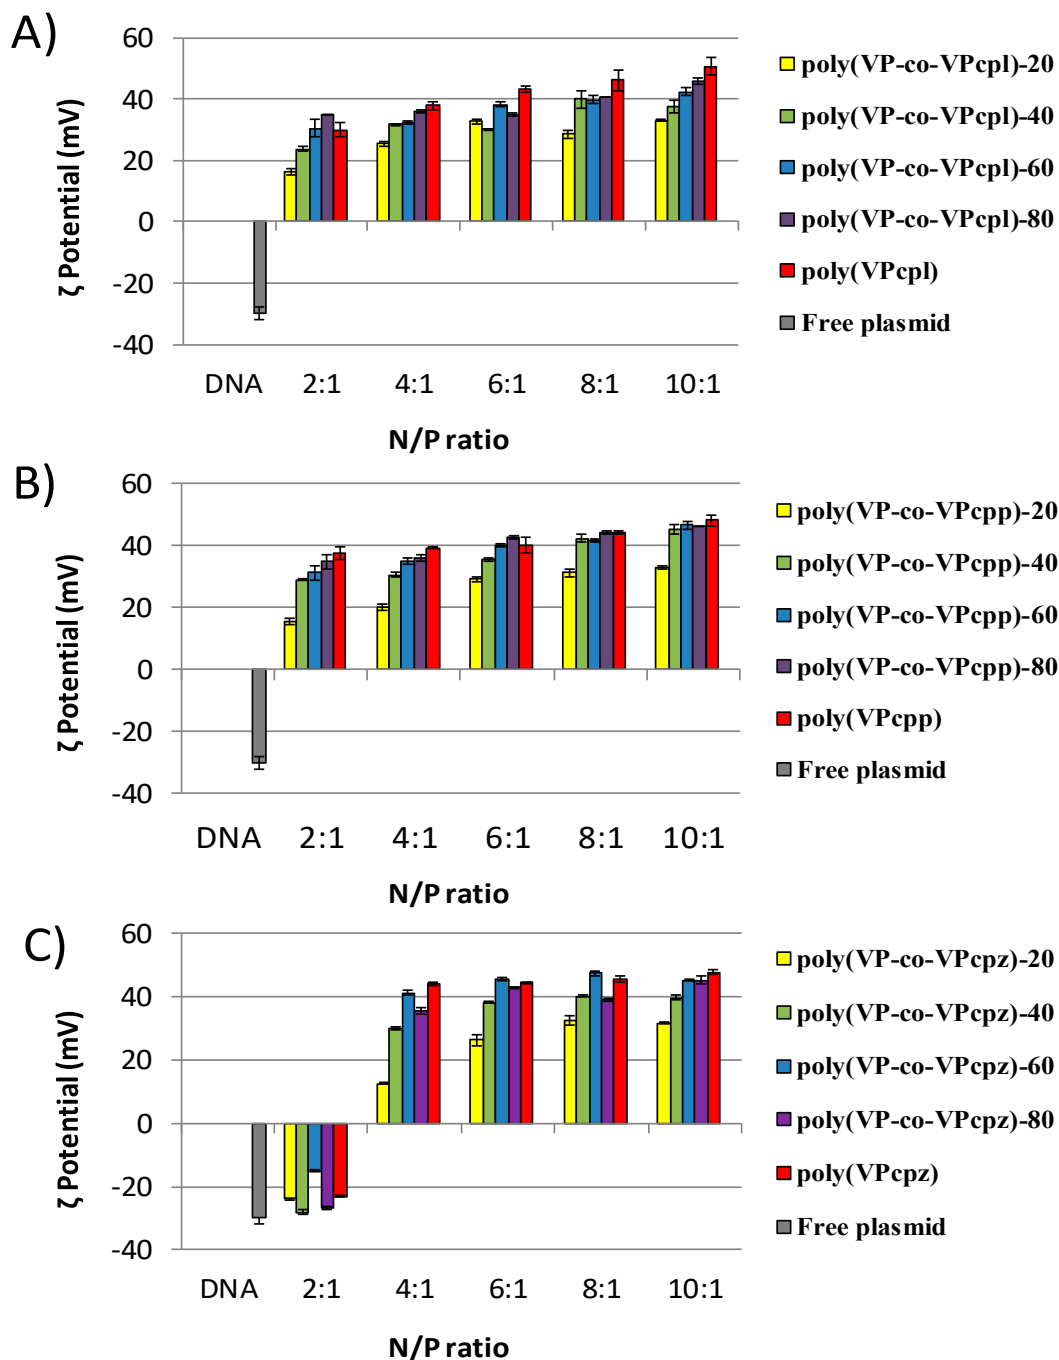 A)
60
40
20
0
-20
-40
ζ Potential (mV)
DNA 2:1 4:1 6:1 8:1 10:1
N/P ratio
poly(VP-co-VPcpl)-20
poly(VP-co-VPcpl)-40
poly(VP-co-VPcpl)-60
poly(VP-co-VPcpl)-80
poly(VPcpl)
Free plasmid
B)
60
40
20
0
-20
-40
ζ Potential (mV)
DNA 2:1 4:1 6:1 8:1 10:1
N/P ratio
poly(VP-co-VPcpp)-20
poly(VP-co-VPcpp)-40
poly(VP-co-VPcpp)-60
poly(VP-co-VPcpp)-80
poly(VPcpp)
Free plasmid
C)
60
40
20
0
-20
-40
ζ Potential (mV)
DNA 2:1 4:1 6:1 8:1 10:1
N/P ratio
poly(VP-co-VPcpz)-20
poly(VP-co-VPcpz)-40
poly(VP-co-VPcpz)-60
poly(VP-co-VPcpz)-80
poly(VPcpz)
Free plasmid